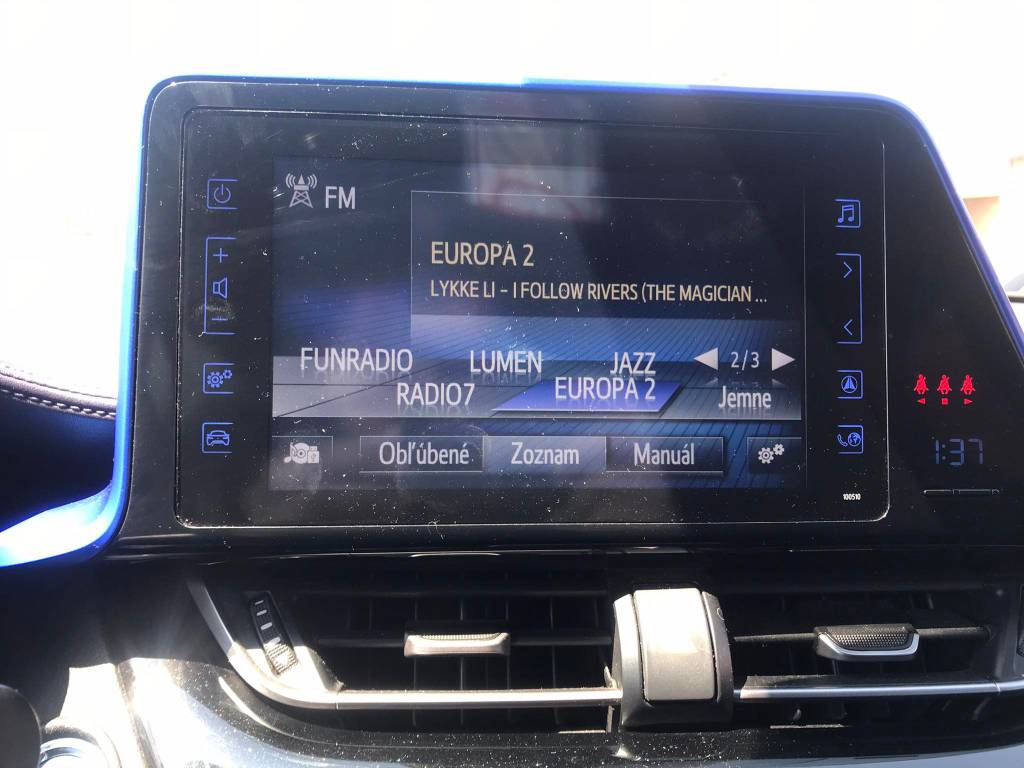 FM
EUROPA 2
LYKKE LI - I FOLLOW RIVERS (THE MAGICIAN ...
FUNRADIO LUMEN JAZZ 2/3
RADIO7 EUROPA 2 Jemne
Obľúbené Zoznam Manuál
100510
1:37